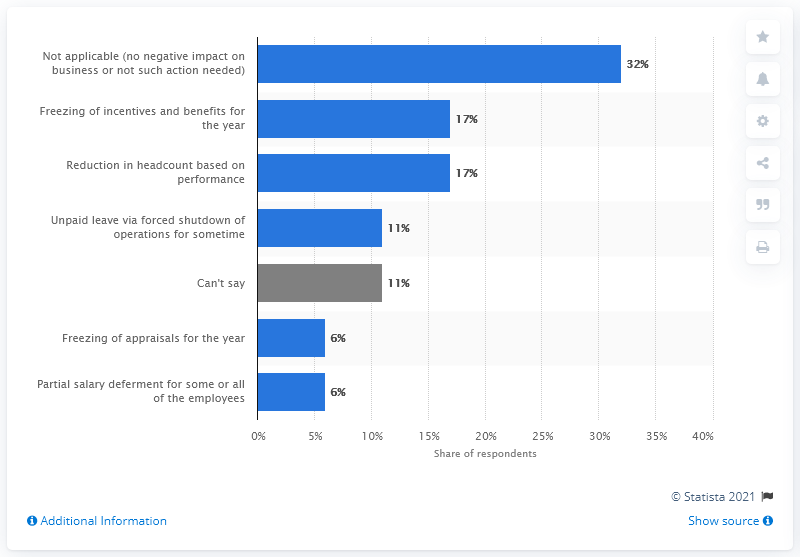 Not applicable (no negative impact on
business or not such action needed)
32%
Freezing of incentives and benefits for
the year
17%
Reduction in headcount based on
performance
17%
Unpaid leave via forced shutdown of
operations for sometime
11%
Can't say
11%
Freezing of appraisals for the year
6%
Partial salary deferment for some or all
of the employees
6%
0% 5% 10% 15% 20% 25% 30% 35% 40%
Share of respondents
© Statista 2021
Additional Information
Show source